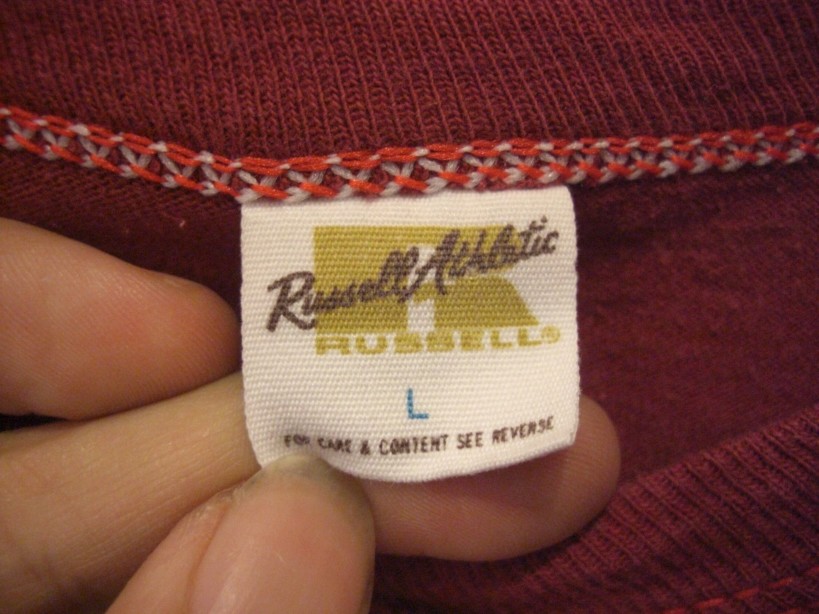 Russell Athletic
RUSSELL®
L
FOR CARE & CONTENT SEE REVERSE